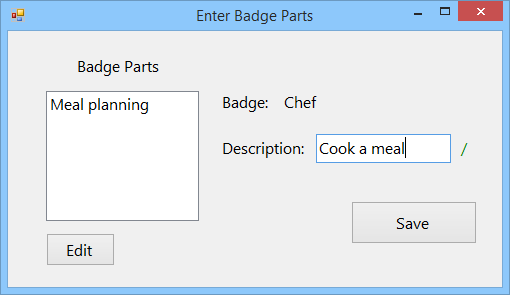 Enter Badge Parts
Badge Parts
Meal planning
Badge: Chef
Description: Cook a meal /
Save
Edit